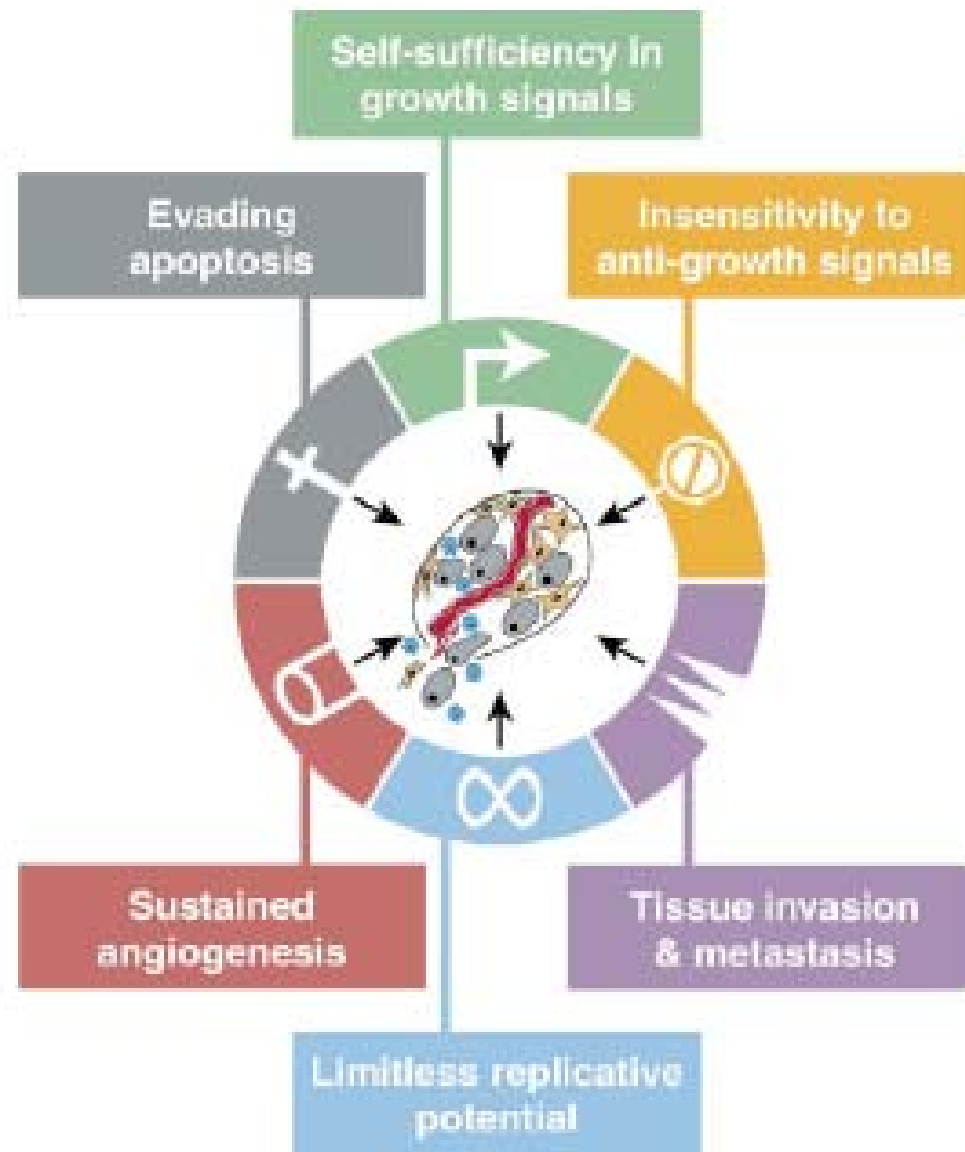 Self-sufficiency in
growth signals
Evading
apoptosis
Insensitivity to
anti-growth signals
Sustained
angiogenesis
Tissue invasion
& metastasis
Limitless replicative
potential